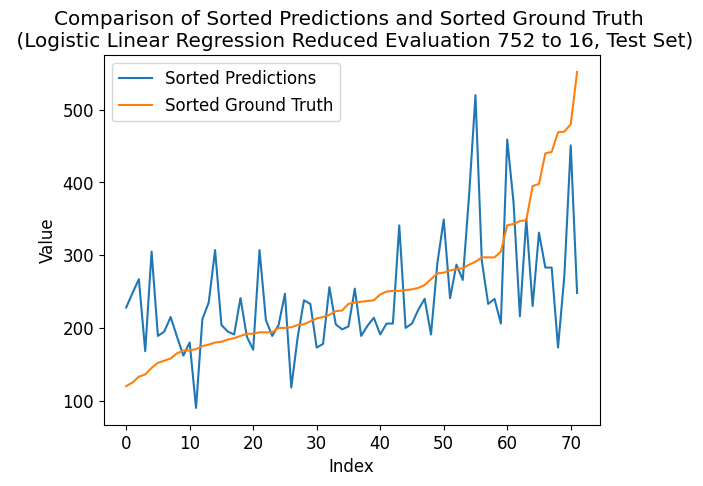 Comparison of Sorted Predictions and Sorted Ground Truth
(Logistic Linear Regression Reduced Evaluation 752 to 16, Test Set)
Sorted Predictions
Sorted Ground Truth
Value
500
400
300
200
100
0 10 20 30 40 50 60 70
Index